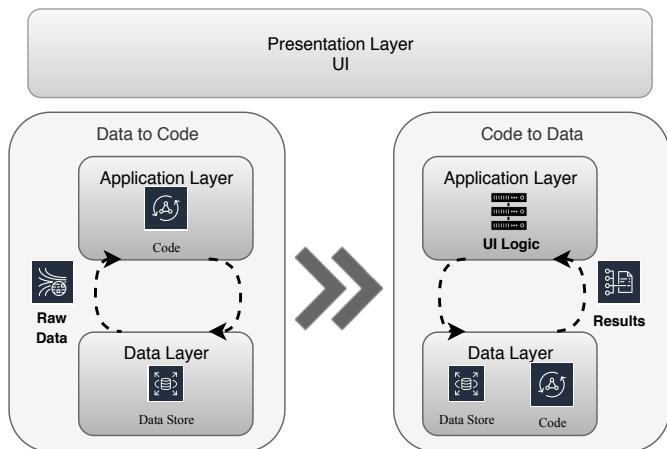 Presentation Layer
UI
Data to Code
Application Layer
Code
Raw
Data
Data Layer
Data Store
Code to Data
Application Layer
UI Logic
Results
Data Layer
Data Store
Code